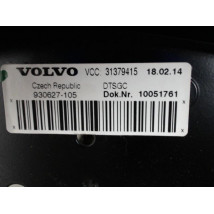 VOLVO VCC: 31379415 18.02.14
Czech Republic DTSGC
930627-105 Dok.Nr. 10051761